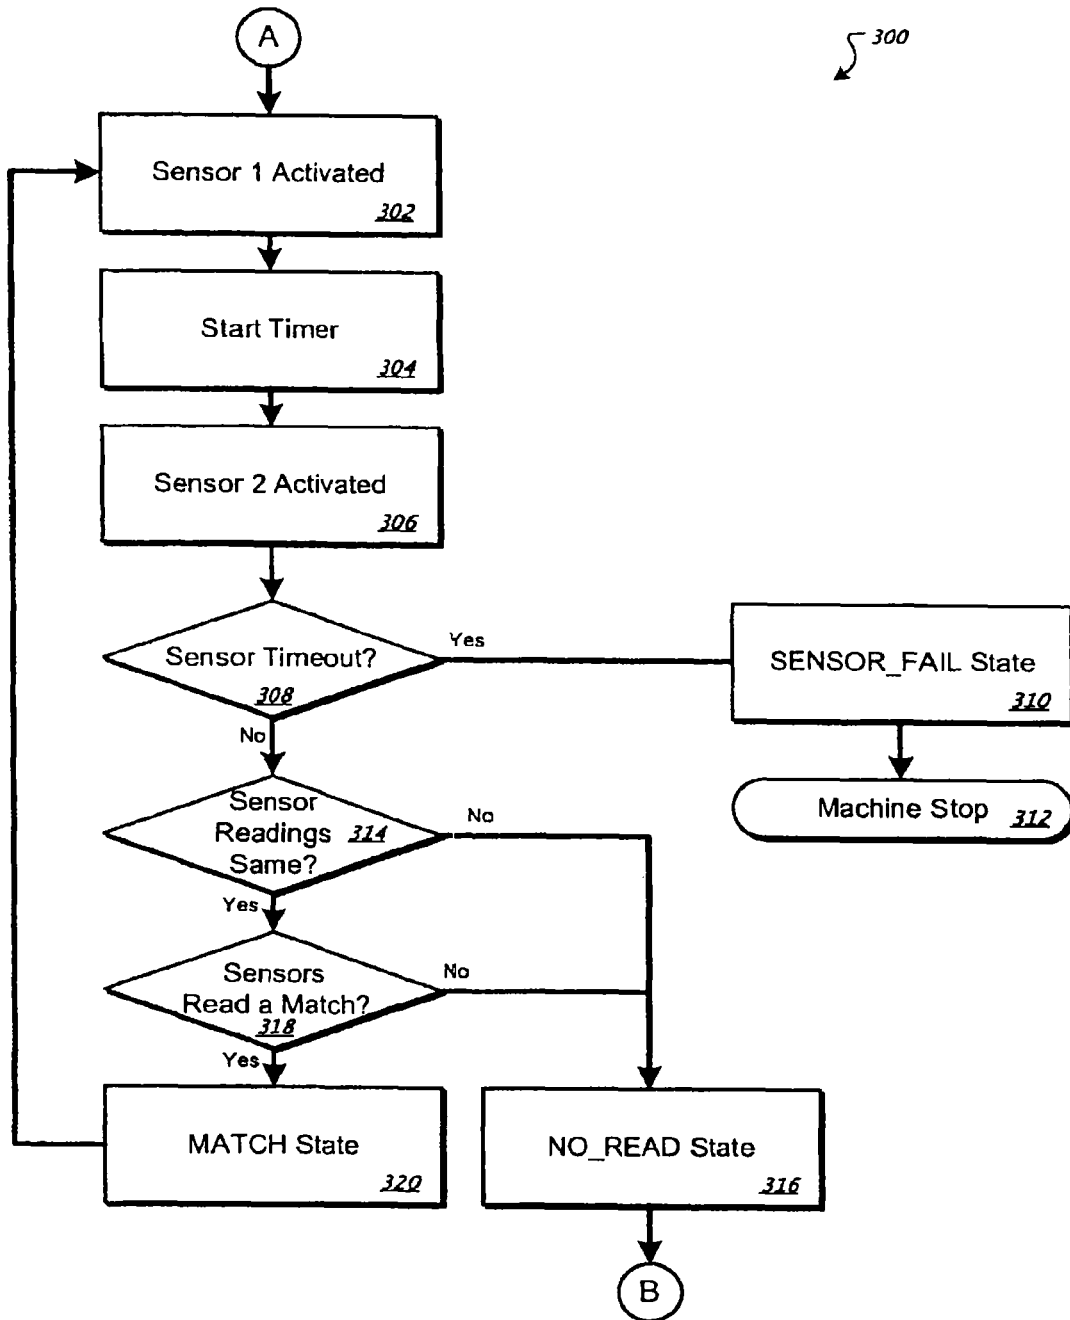 A
300
Sensor 1 Activated
302
Start Timer
304
Sensor 2 Activated
306
Sensor Timeout?
308
Yes
No
SENSOR_FAIL State
310
Machine Stop
312
Sensor
Readings
Same?
314
No
Yes
Sensors
Read a Match?
318
No
Yes
MATCH State
320
NO_READ State
316
B